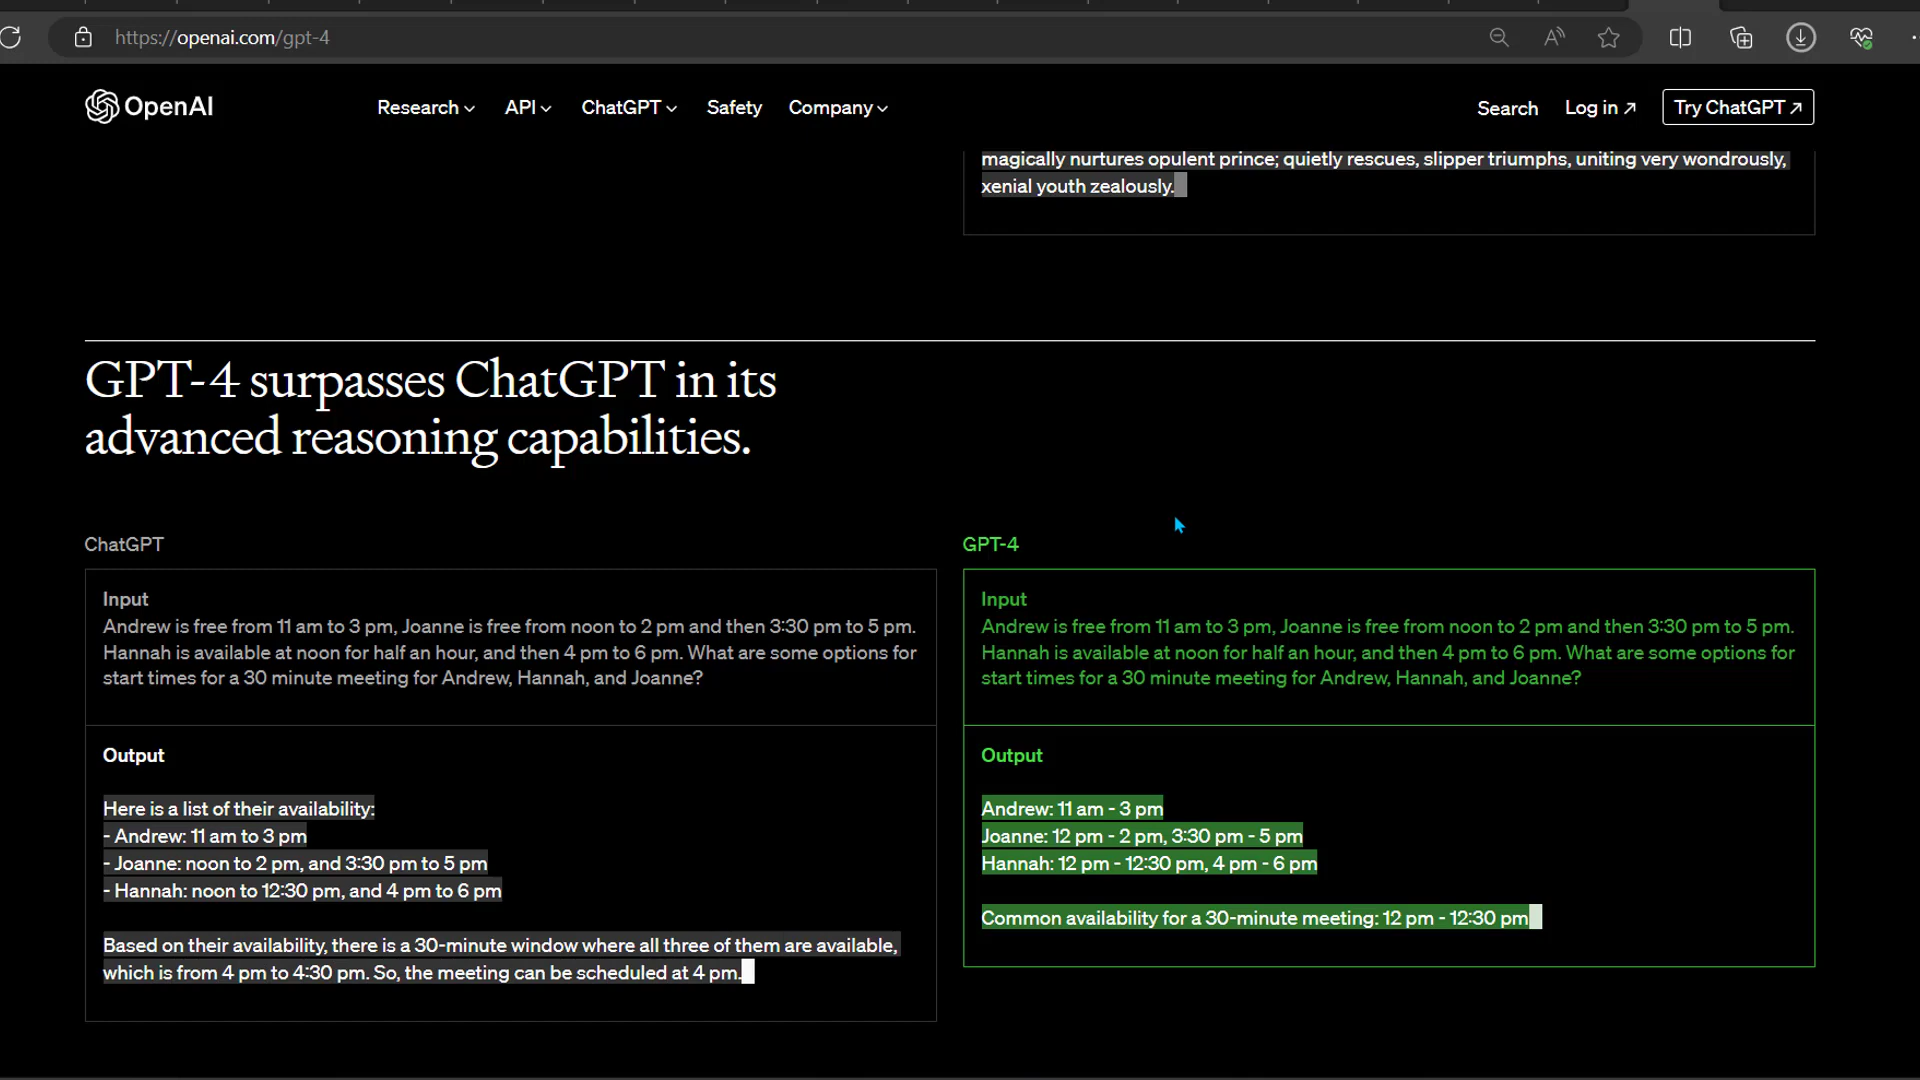 https://openai.com/gpt-4
OpenAI
Research
API
ChatGPT
Safety
Company
Search
Log in ↗
Try ChatGPT ↗
magically nurtures opulent prince; quietly rescues, slipper triumphs, uniting very wondrously,
xenial youth zealously.
GPT-4 surpasses ChatGPT in its
advanced reasoning capabilities.
ChatGPT
Input
Andrew is free from 11 am to 3 pm, Joanne is free from noon to 2 pm and then 3:30 pm to 5 pm.
Hannah is available at noon for half an hour, and then 4 pm to 6 pm. What are some options for
start times for a 30 minute meeting for Andrew, Hannah, and Joanne?
Output
Here is a list of their availability:
- Andrew: 11 am to 3 pm
- Joanne: noon to 2 pm, and 3:30 pm to 5 pm
- Hannah: noon to 12:30 pm, and 4 pm to 6 pm
Based on their availability, there is a 30-minute window where all three of them are available,
which is from 4 pm to 4:30 pm. So, the meeting can be scheduled at 4 pm.
GPT-4
Input
Andrew is free from 11 am to 3 pm, Joanne is free from noon to 2 pm and then 3:30 pm to 5 pm.
Hannah is available at noon for half an hour, and then 4 pm to 6 pm. What are some options for
start times for a 30 minute meeting for Andrew, Hannah, and Joanne?
Output
Andrew: 11 am - 3 pm
Joanne: 12 pm - 2 pm, 3:30 pm - 5 pm
Hannah: 12 pm - 12:30 pm, 4 pm - 6 pm
Common availability for a 30-minute meeting: 12 pm - 12:30 pm